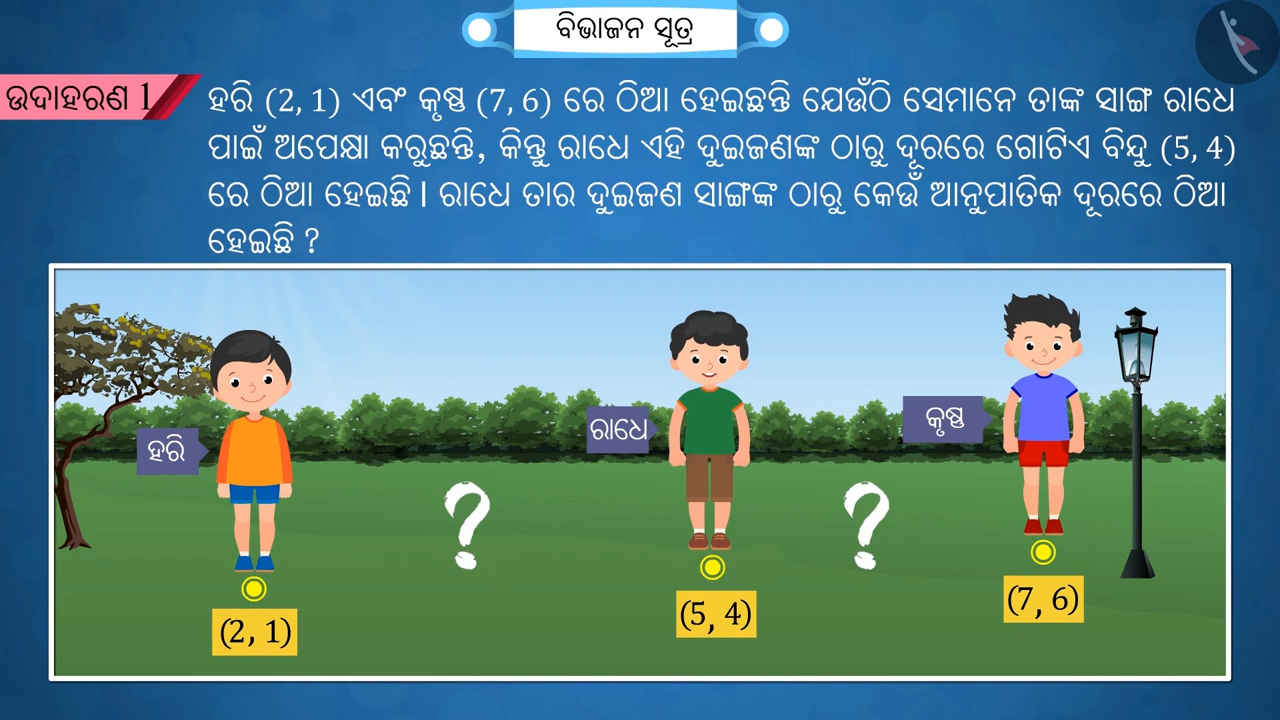 ବିଭାଜନ ସୂତ୍ର
ଉଦାହରଣ 1
ହରି (2, 1) ଏବଂ କୃଷ୍ଣ (7, 6) ରେ ଠିଆ ହେଇଛନ୍ତି ଯେଉଁଠି ସେମାନେ ତାଙ୍କ ସାଙ୍ଗ ରାଧେ
ପାଇଁ ଅପେକ୍ଷା କରୁଛନ୍ତି, କିନ୍ତୁ ରାଧେ ଏହି ଦୁଇଜଣଙ୍କ ଠାରୁ ଦୂରରେ ଗୋଟିଏ ବିନ୍ଦୁ (5, 4)
ରେ ଠିଆ ହେଇଛି l ରାଧେ ତାର ଦୁଇଜଣ ସାଙ୍ଗଙ୍କ ଠାରୁ କେଉଁ ଆନୁପାତିକ ଦୂରରେ ଠିଆ
ହେଇଛି ?
ହରି
ରାଧେ
କୃଷ୍ଣ
?
?
(2, 1)
(5, 4)
(7, 6)